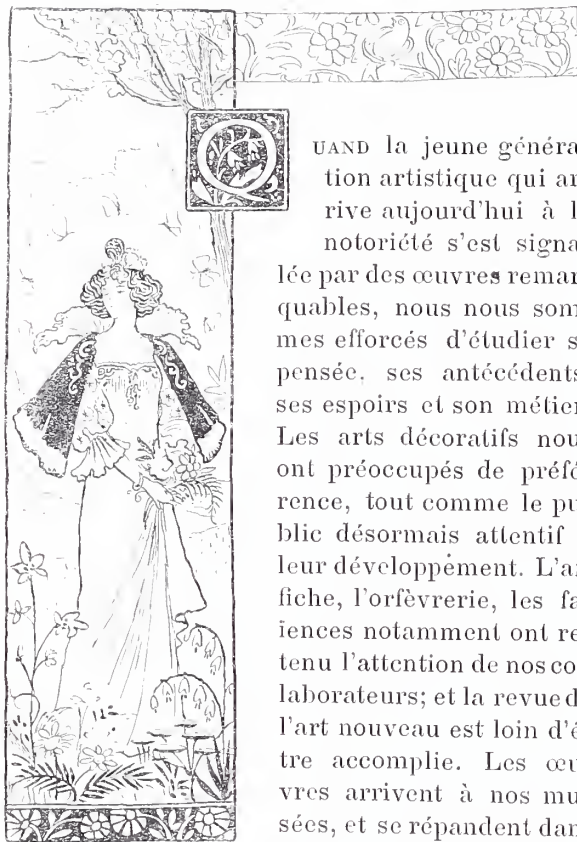 QUAND la jeune généra
tion artistique qui ar
rive aujourd'hui à l
notoriété s'est signa
lée par des œuvres remar
quables, nous nous som
mes efforcés d'étudier s
pensée, ses antécédents
ses espoirs et son métier
Les arts décoratifs nou
ont préoccupés de préfé
rence, tout comme le pu
blic désormais attentif
leur développement. L'af
fiche, l'orfèvrerie, les fa
ïences notamment ont re
tenu l'attention de nos co
laborateurs; et la revue d
l'art nouveau est loin d'ê
tre accomplie. Les œu
vres arrivent à nos mu
sées, et se répandent dan